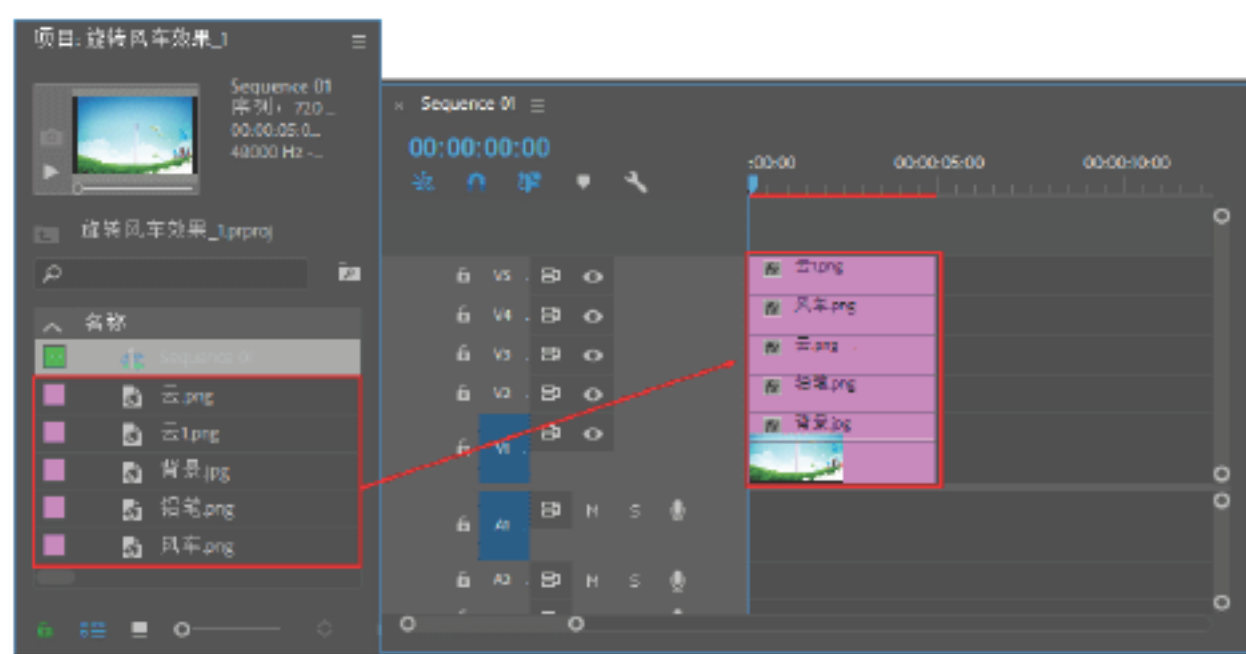 项目: 旋转风车效果_1
Sequence 01
序列, 720...
00:00:05:0...
48000 Hz -...
旋转风车效果_1.prproj
名称
Sequence 01
云.png
云1.png
背景.jpg
铅笔.png
风车.png
× Sequence 01
00:00:00:00
:00:00 00:00:05:00 00:00:10:00
V5 云1.png
V4 风车.png
V3 云.png
V2 铅笔.png
V1 背景.jpg
A1 M S
A2 M S